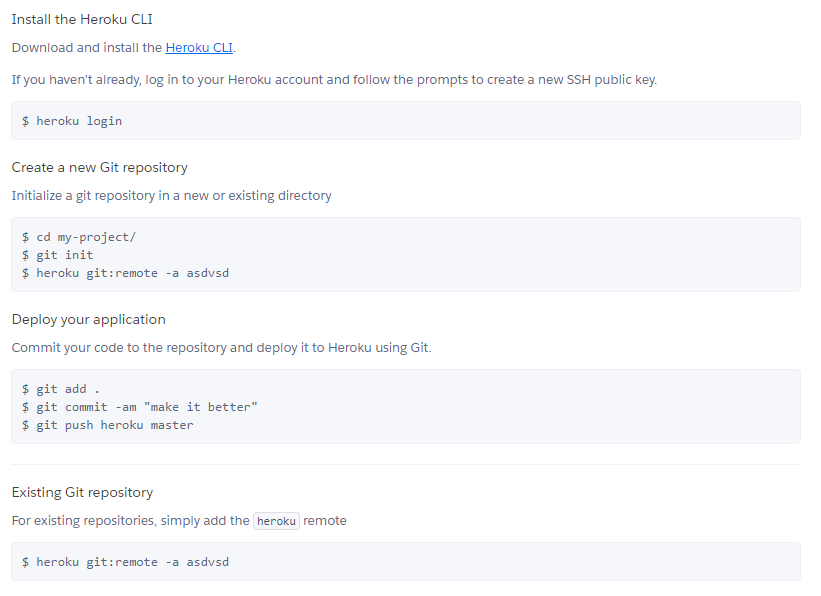 Install the Heroku CLI
Download and install the Heroku CLI.
If you haven't already, log in to your Heroku account and follow the prompts to create a new SSH public key.
$ heroku login
Create a new Git repository
Initialize a git repository in a new or existing directory
$ cd my-project/
$ git init
$ heroku git:remote -a asdvsd
Deploy your application
Commit your code to the repository and deploy it to Heroku using Git.
$ git add .
$ git commit -am "make it better"
$ git push heroku master
Existing Git repository
For existing repositories, simply add the heroku remote
$ heroku git:remote -a asdvsd